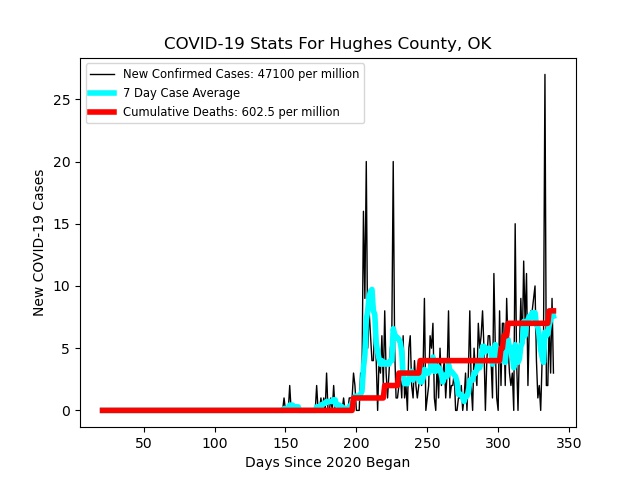 COVID-19 Stats For Hughes County, OK
New Confirmed Cases: 47100 per million
7 Day Case Average
Cumulative Deaths: 602.5 per million
New COVID-19 Cases
25
20
15
10
5
0
50
100
150
200
250
300
350
Days Since 2020 Began